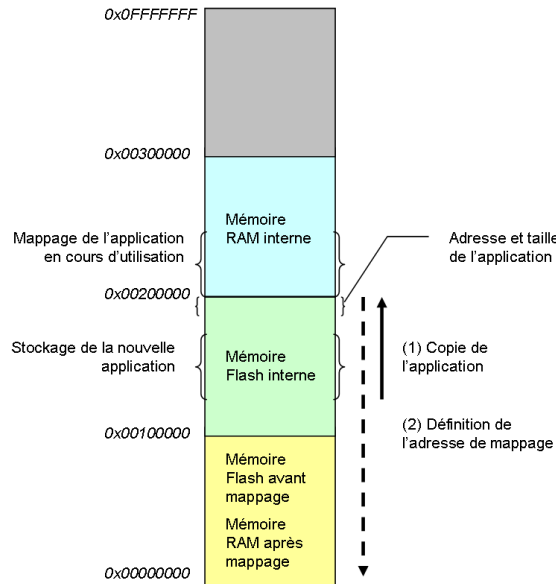 0x0FFFFFFF
0x00300000
Mémoire
RAM interne
Mappage de l'application
en cours d'utilisation
Adresse et taille
de l'application
0x00200000
Stockage de la nouvelle
application
Mémoire
Flash interne
(1) Copie de
l'application
(2) Définition de
l'adresse de mappage
0x00100000
Mémoire
Flash avant
mappage
Mémoire
RAM après
mappage
0x00000000